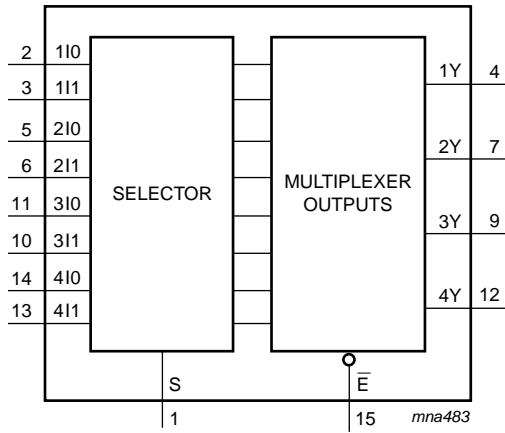 2 1I0
3 1I1
5 2I0
6 2I1
11 3I0
10 3I1
14 4I0
13 4I1
SELECTOR
MULTIPLEXER
OUTPUTS
1Y 4
2Y 7
3Y 9
4Y 12
S
1
E̅
15
mna483